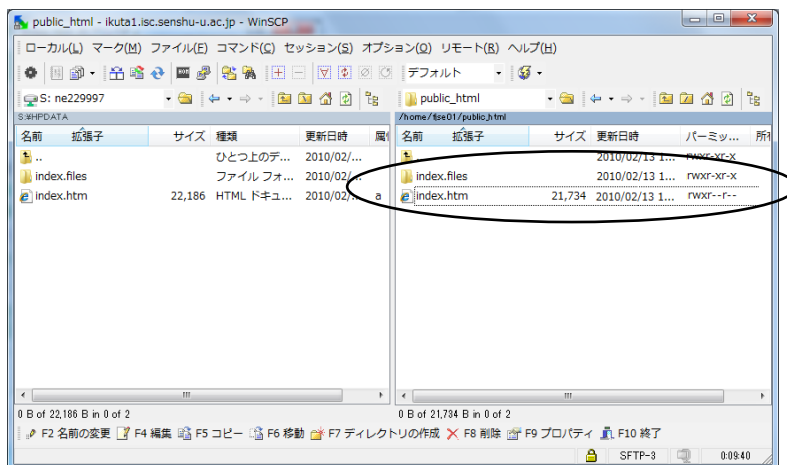 public_html - ikuta1.isc.senshu-u.ac.jp - WinSCP
ローカル(L) マーク(M) ファイル(F) コマンド(C) セッション(S) オプション(O) リモート(R) ヘルプ(H)
デフォルト
S: ne229997 public_html
S:¥HPDATA /home/fjse01/public_html
名前 拡張子 サイズ 種類 更新日時 属 名前 拡張子 サイズ 更新日時 パーミッ... 所
.. ひとつ上のデ... 2010/02/... 2010/02/13 1... rwxr-xr-x
index.files ファイル フォ... 2010/02/... index.files 2010/02/13 1... rwxr-xr-x
index.htm 22,186 HTML ドキュ... 2010/02/... a index.htm 21,734 2010/02/13 1... rwxr--r--
0 B of 22,186 B in 0 of 2 0 B of 21,734 B in 0 of 2
F2 名前の変更 F4 編集 F5 コピー F6 移動 F7 ディレクトリの作成 F8 削除 F9 プロパティ F10 終了
SFTP-3 0:09:40